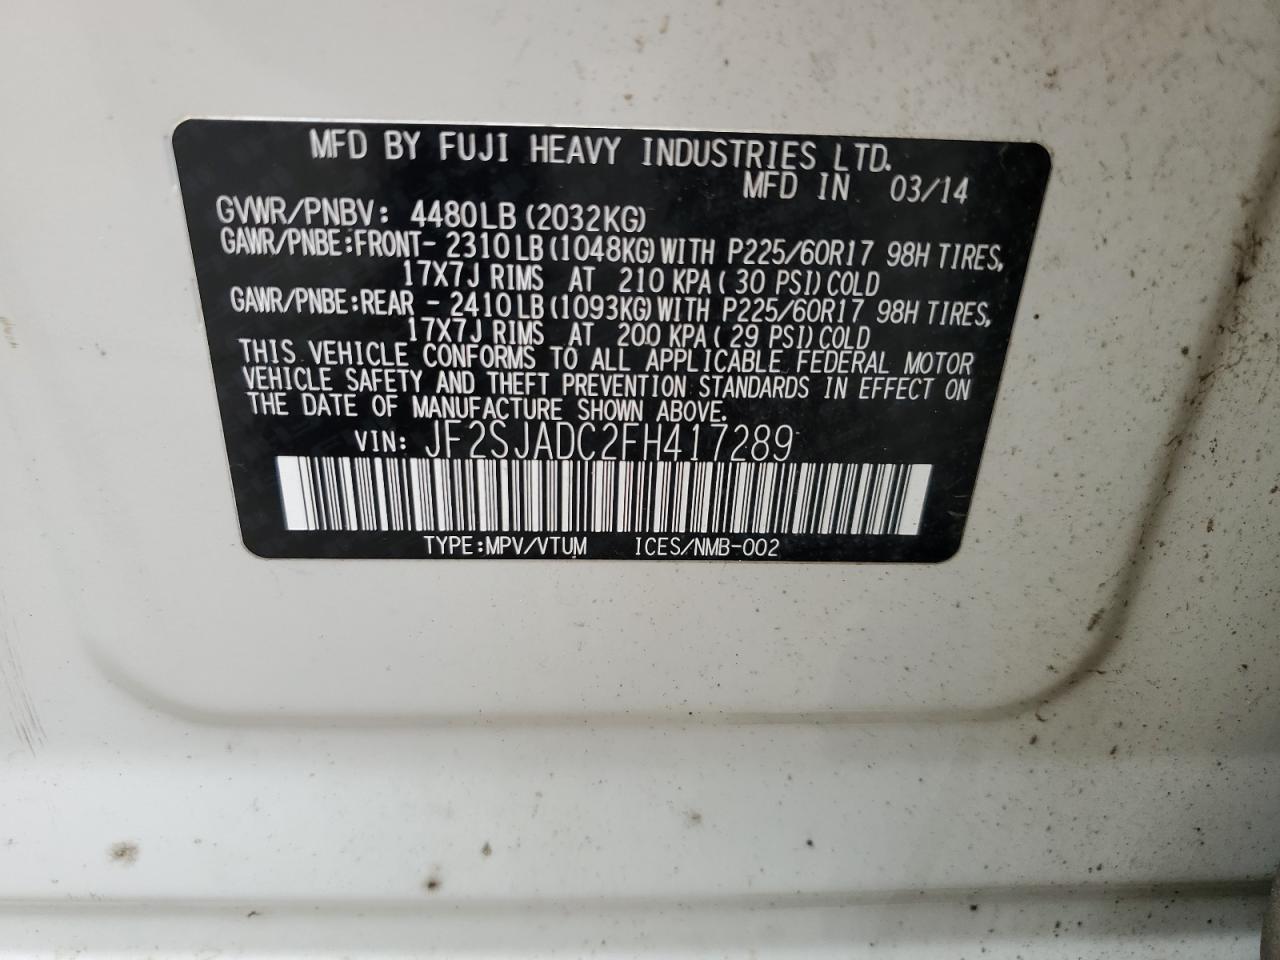 MFD BY FUJI HEAVY INDUSTRIES LTD.
MFD IN 03/14
GVWR/PNBV: 4480LB (2032KG)
GAWR/PNBE:FRONT- 2310LB (1048KG) WITH P225/60R17 98H TIRES,
17X7J RIMS AT 210 KPA (30 PSI) COLD
GAWR/PNBE:REAR - 2410LB (1093KG) WITH P225/60R17 98H TIRES,
17X7J RIMS AT 200 KPA (29 PSI) COLD
THIS VEHICLE CONFORMS TO ALL APPLICABLE FEDERAL MOTOR
VEHICLE SAFETY AND THEFT PREVENTION STANDARDS IN EFFECT ON
THE DATE OF MANUFACTURE SHOWN ABOVE.
VIN: JF2SJADC2FH417289
TYPE:MPV/VTUM ICES/NMB-002